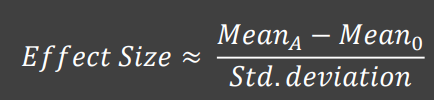 Effect Size ≈ Mean_A − Mean_0 / Std. deviation